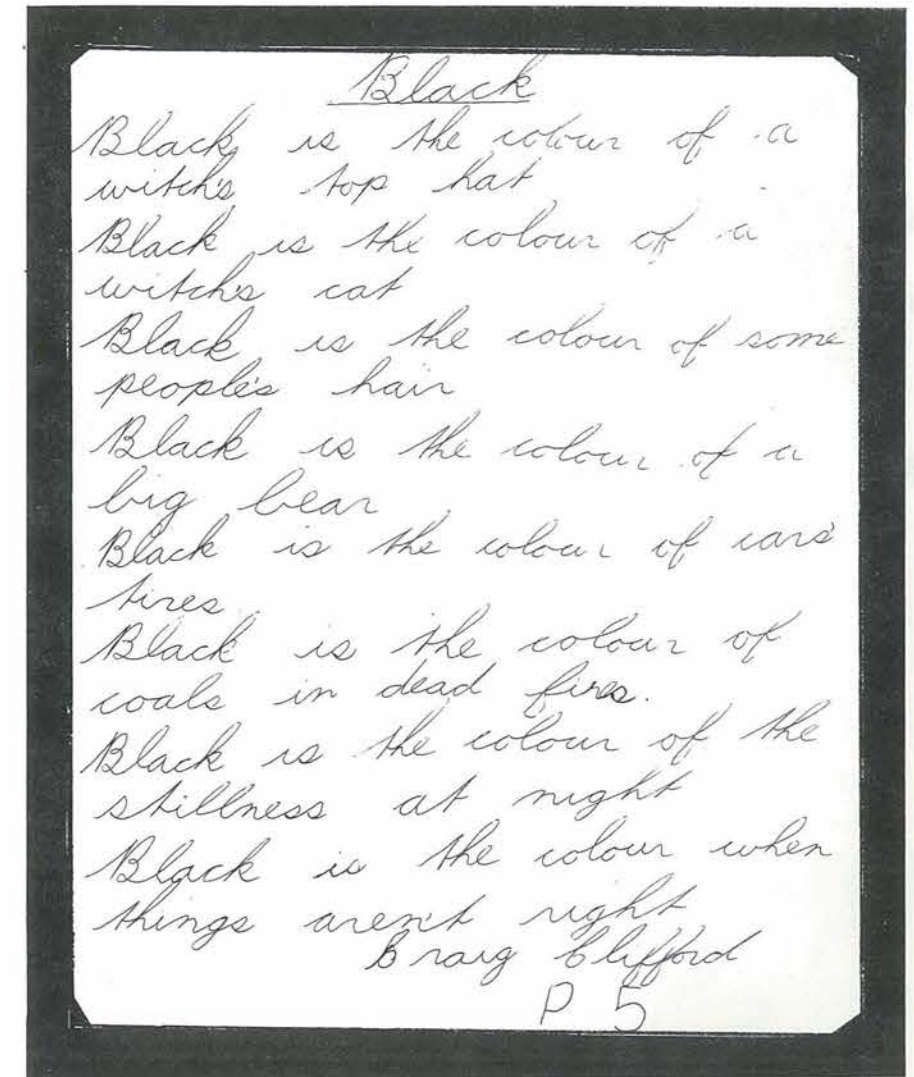 Black
Black is the colour of a
witch's top hat
Black is the colour of a
witch's cat
Black is the colour of some
people's hair
Black is the colour of a
big bear
Black is the colour of cars'
tires
Black is the colour of
coals in dead fires.
Black is the colour of the
stillness at night
Black is the colour when
things aren't right
Craig Clifford
P 5